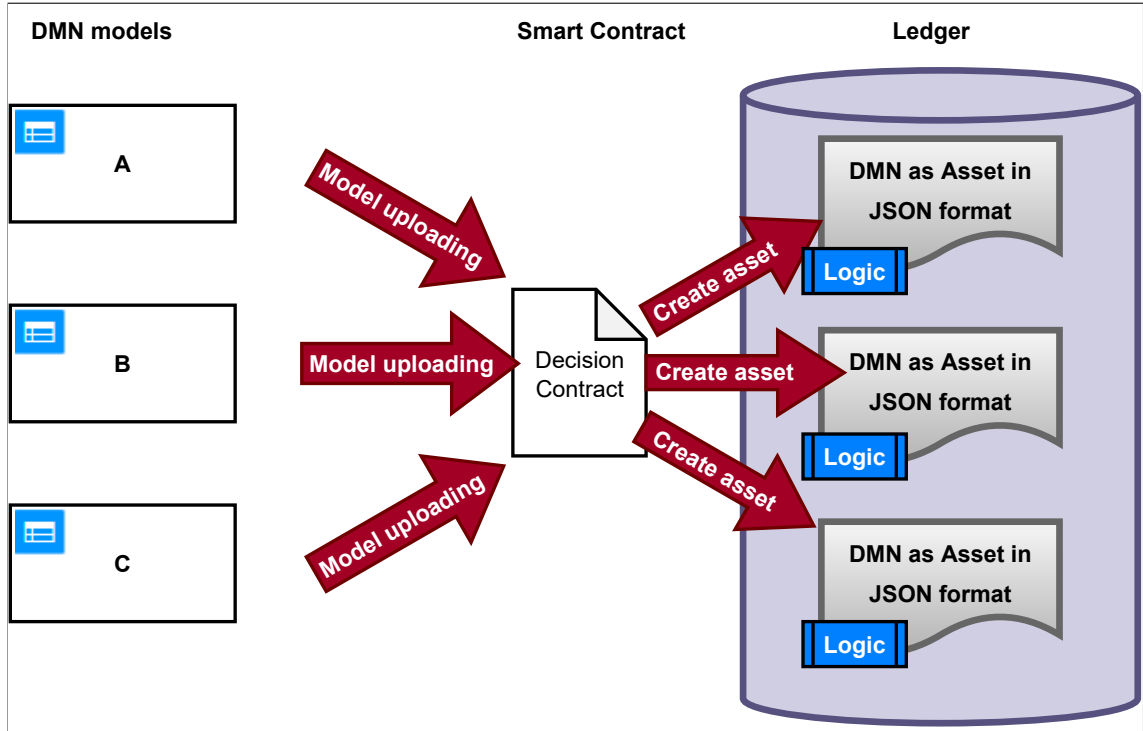 DMN models
Smart Contract
Ledger
A
Model uploading
DMN as Asset in
JSON format
Logic
Create asset
B
Model uploading
Decision
Contract
Create asset
DMN as Asset in
JSON format
Logic
Create asset
C
Model uploading
DMN as Asset in
JSON format
Logic